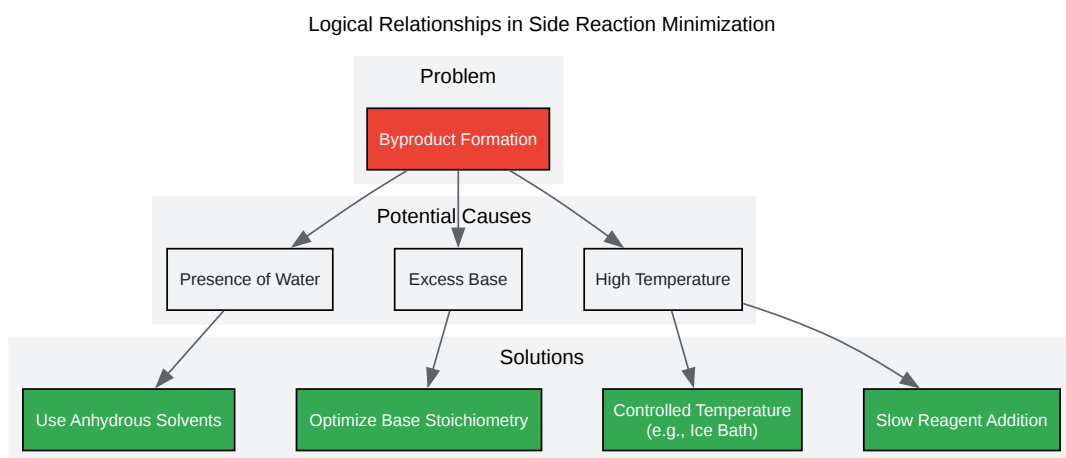 Logical Relationships in Side Reaction Minimization
Problem
Byproduct Formation
Potential Causes
Presence of Water
Excess Base
High Temperature
Solutions
Use Anhydrous Solvents
Optimize Base Stoichiometry
Controlled Temperature
(e.g., Ice Bath)
Slow Reagent Addition